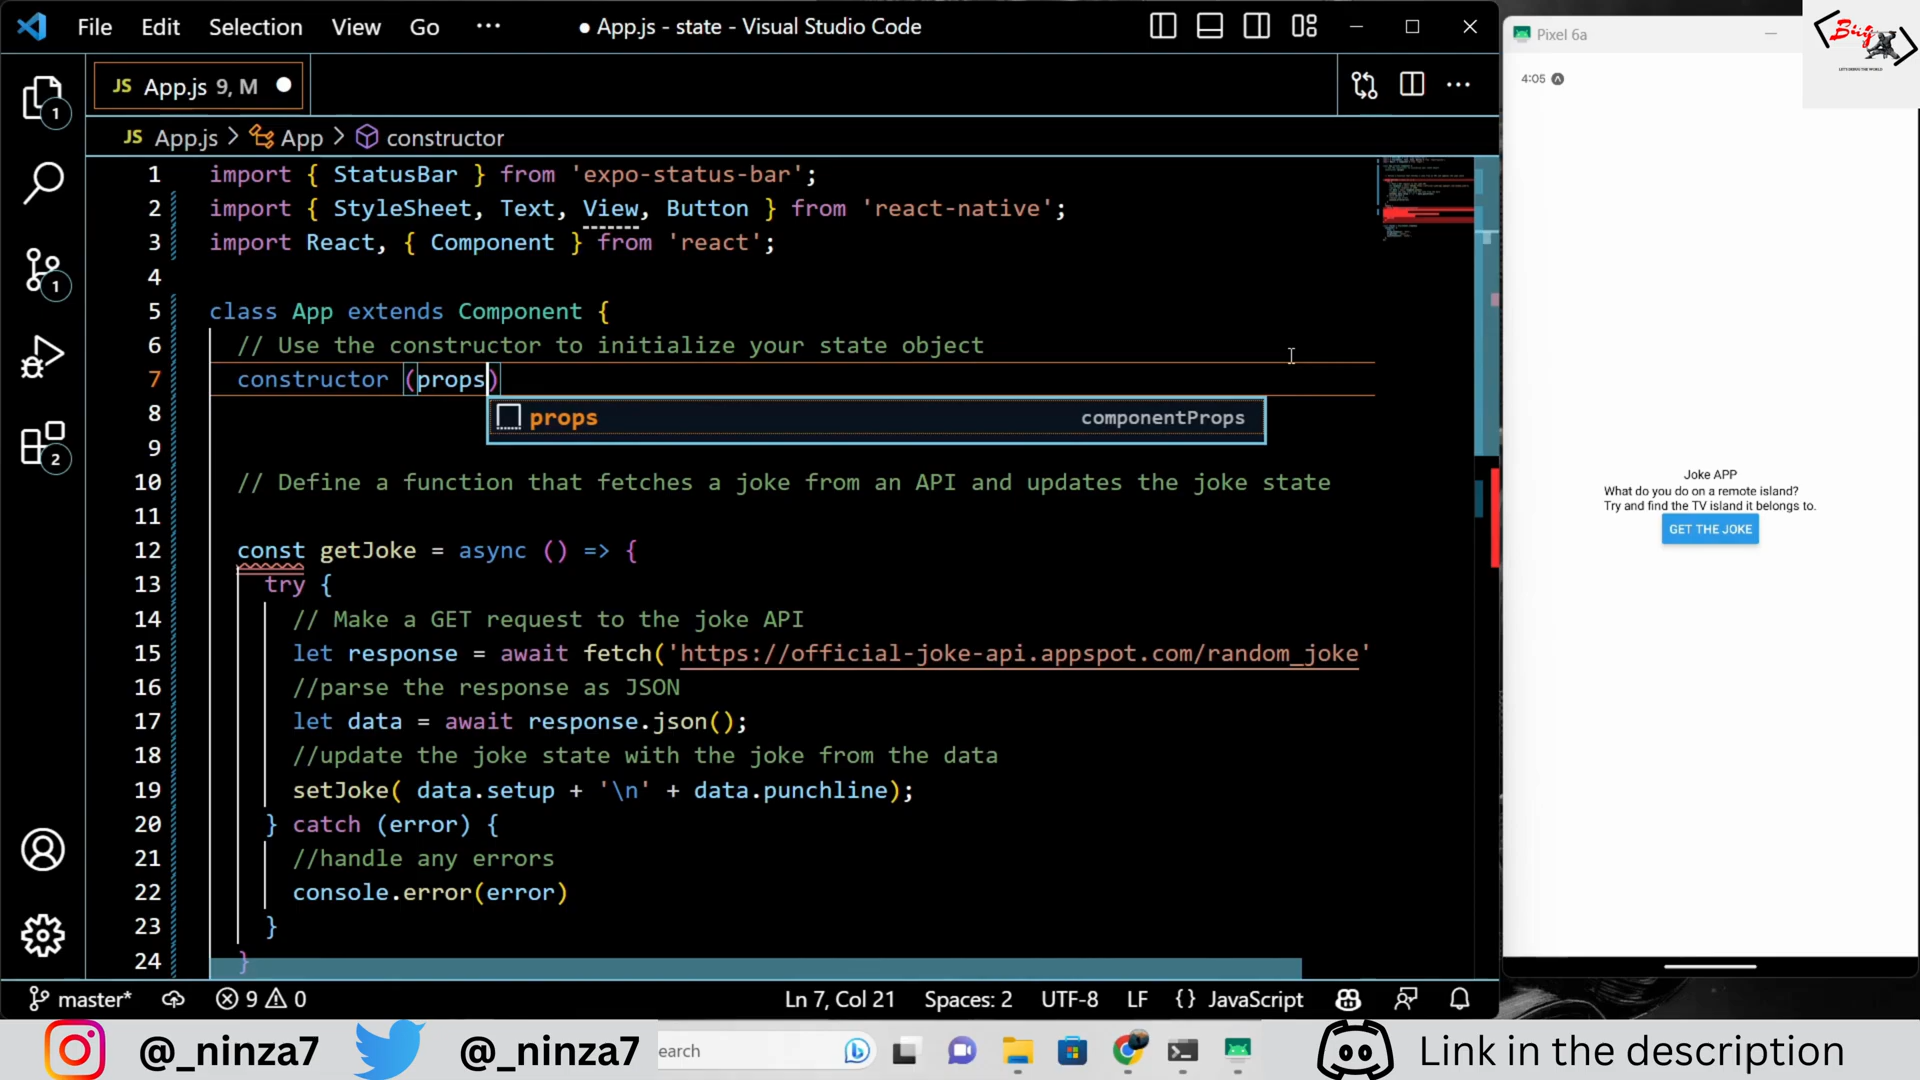 File Edit Selection View Go ••• ● App.js - state - Visual Studio Code
JS App.js 9, M ●
JS App.js > App > constructor
1 import { StatusBar } from 'expo-status-bar';
2 import { StyleSheet, Text, View, Button } from 'react-native';
3 import React, { Component } from 'react';
4
5 class App extends Component {
6 // Use the constructor to initialize your state object
7 constructor (props)
props componentProps
8
9
10 // Define a function that fetches a joke from an API and updates the joke state
11
12 const getJoke = async () => {
13 try {
14 // Make a GET request to the joke API
15 let response = await fetch('https://official-joke-api.appspot.com/random_joke'
16 //parse the response as JSON
17 let data = await response.json();
18 //update the joke state with the joke from the data
19 setJoke( data.setup + '\n' + data.punchline);
20 } catch (error) {
21 //handle any errors
22 console.error(error)
23 }
24 }
1
1
2
master* 9 0 Ln 7, Col 21 Spaces: 2 UTF-8 LF {} JavaScript
Pixel 6a
Bug
LET'S DEBUG THE WORLD
4:05
Joke APP
What do you do on a remote island?
Try and find the TV island it belongs to.
GET THE JOKE
@_ninza7 @_ninza7 earch Link in the description